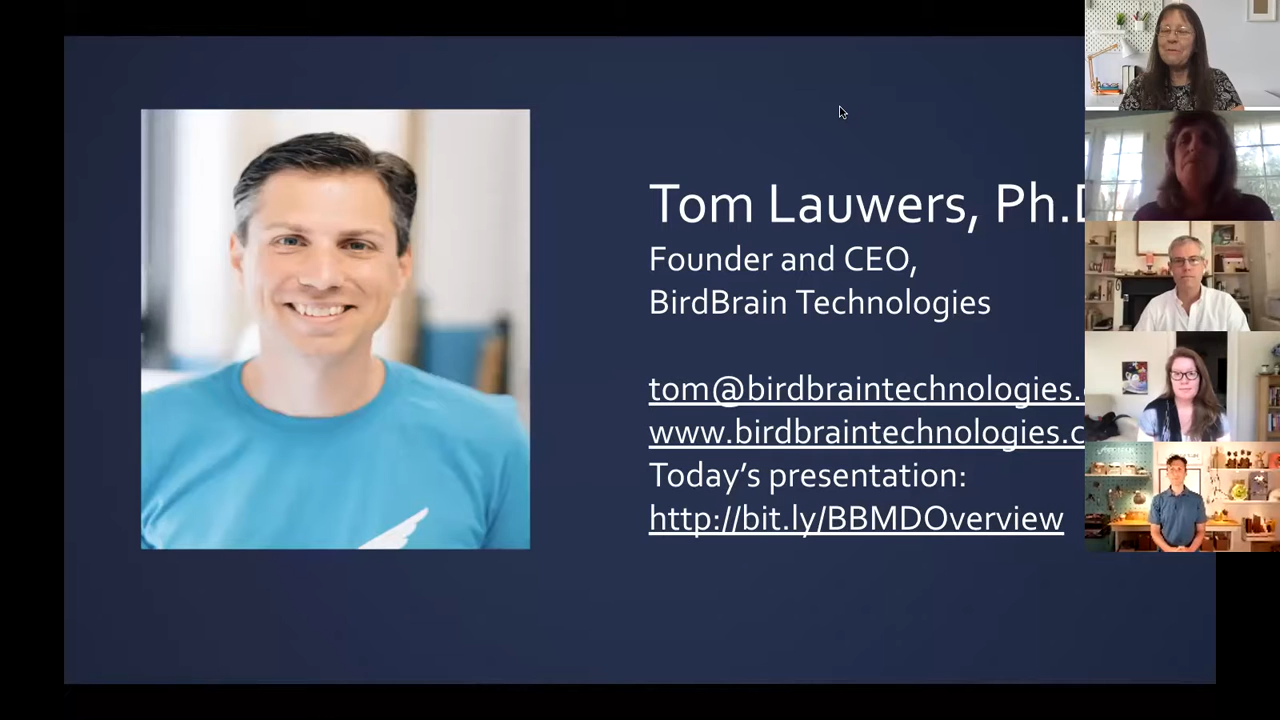 Tom Lauwers, Ph.
Founder and CEO,
BirdBrain Technologies
tom@birdbraintechnologies.
www.birdbraintechnologies.c
Today's presentation:
http://bit.ly/BBMDOverview